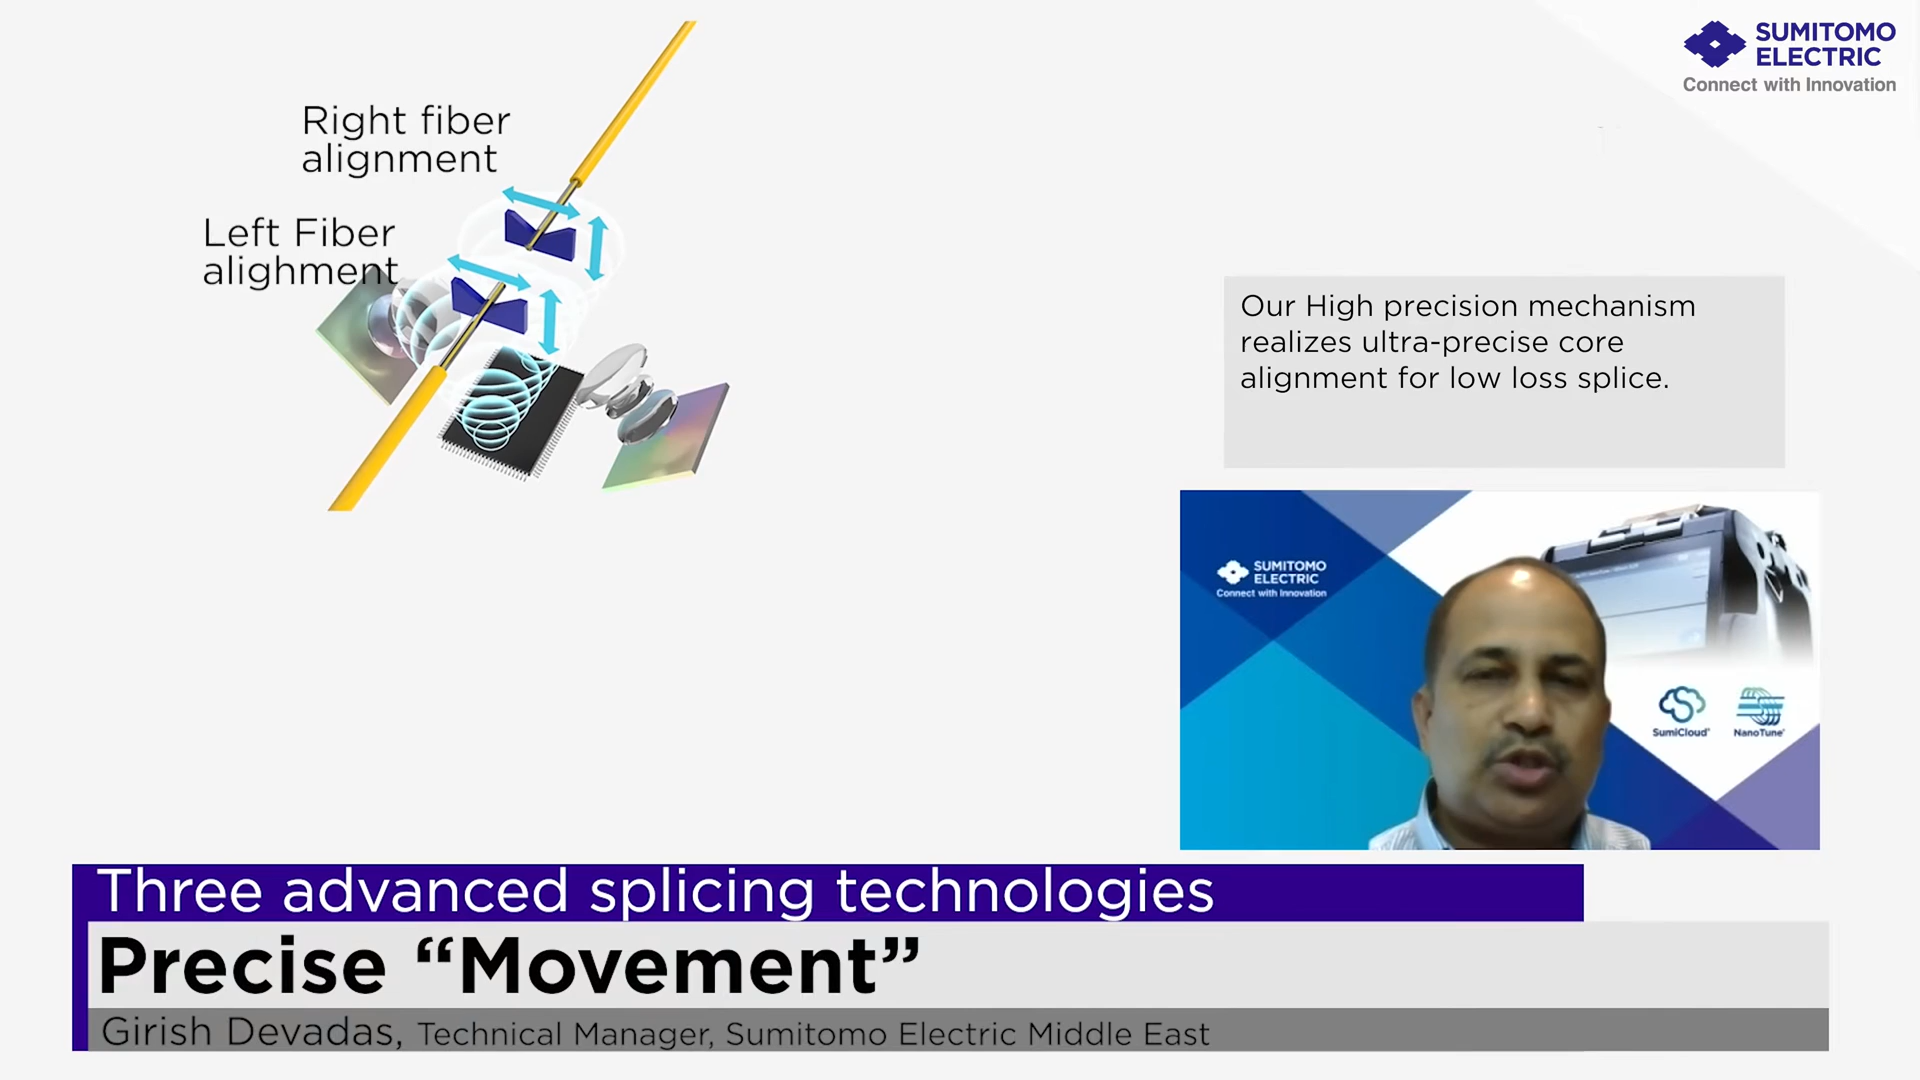 SUMITOMO
ELECTRIC
Connect with Innovation
Right fiber
alignment
Left Fiber
alighment
Our High precision mechanism
realizes ultra-precise core
alignment for low loss splice.
SUMITOMO
ELECTRIC
Connect with Innovation
SumiCloud®
NanoTune®
Three advanced splicing technologies
Precise “Movement”
Girish Devadas, Technical Manager, Sumitomo Electric Middle East